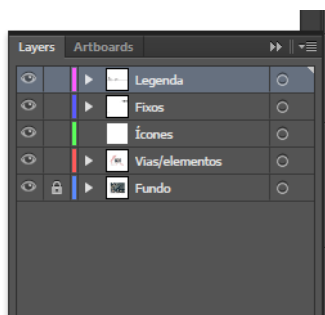 Layers Artboards
Legenda
Fixos
Ícones
Vias/elementos
Fundo